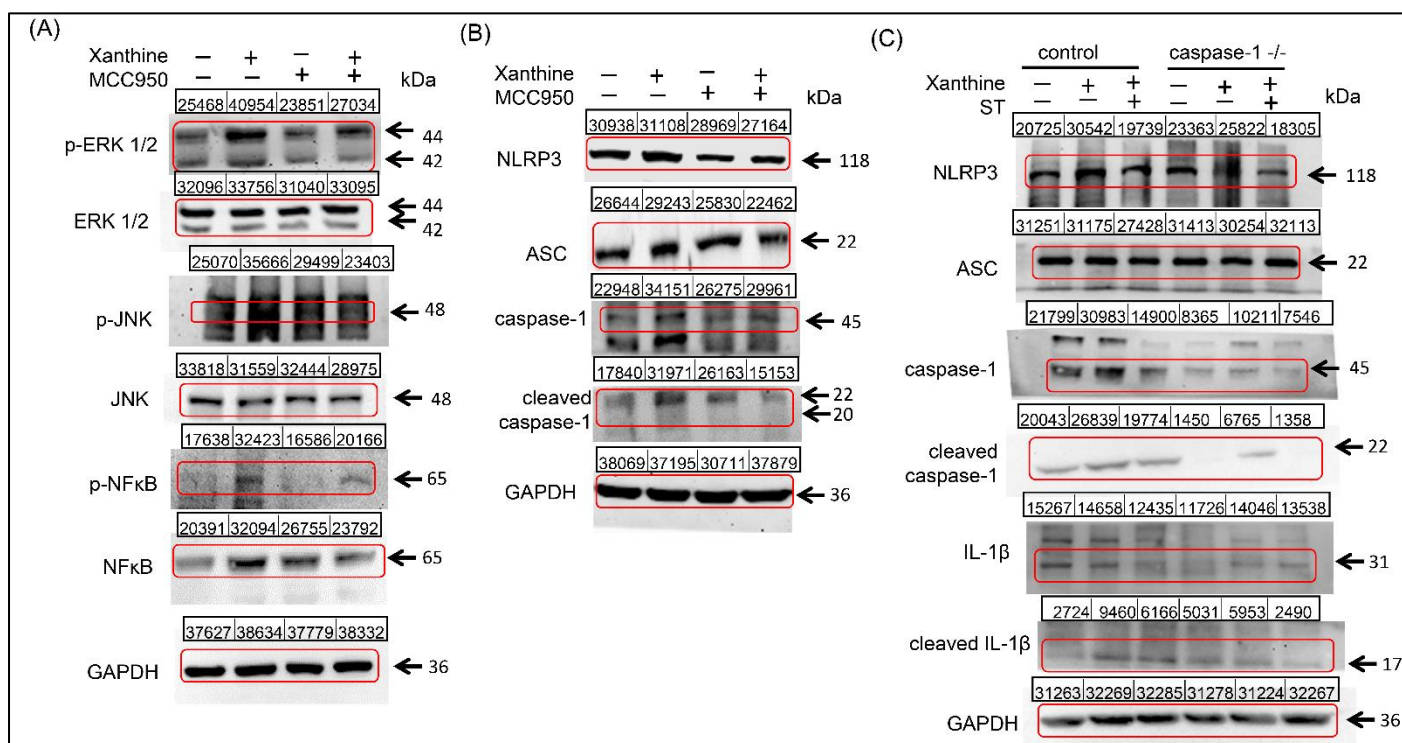 (A)
Xanthine − + − +
MCC950 − − + + kDa
25468 40954 23851 27034
p-ERK 1/2 44
42
32096 33756 31040 33095
ERK 1/2 44
42
25070 35666 29499 23403
p-JNK 48
33818 31559 32444 28975
JNK 48
17638 32423 16586 20166
p-NFκB 65
20391 32094 26755 23792
NFκB 65
37627 38634 37779 38332
GAPDH 36
(B)
Xanthine − + − +
MCC950 − − + + kDa
30938 31108 28969 27164
NLRP3 118
26644 29243 25830 22462
ASC 22
22948 34151 26275 29961
caspase-1 45
17840 31971 26163 15153
cleaved 22
caspase-1 20
38069 37195 30711 37879
GAPDH 36
(C)
control caspase-1 -/-
Xanthine − + + − + +
ST − − + − − + kDa
20725 30542 19739 23363 25822 18305
NLRP3 118
31251 31175 27428 31413 30254 32113
ASC 22
21799 30983 14900 8365 10211 7546
caspase-1 45
20043 26839 19774 1450 6765 1358
cleaved 22
caspase-1
15267 14658 12435 11726 14046 13538
IL-1β 31
2724 9460 6166 5031 5953 2490
cleaved IL-1β 17
31263 32269 32285 31278 31224 32267
GAPDH 36